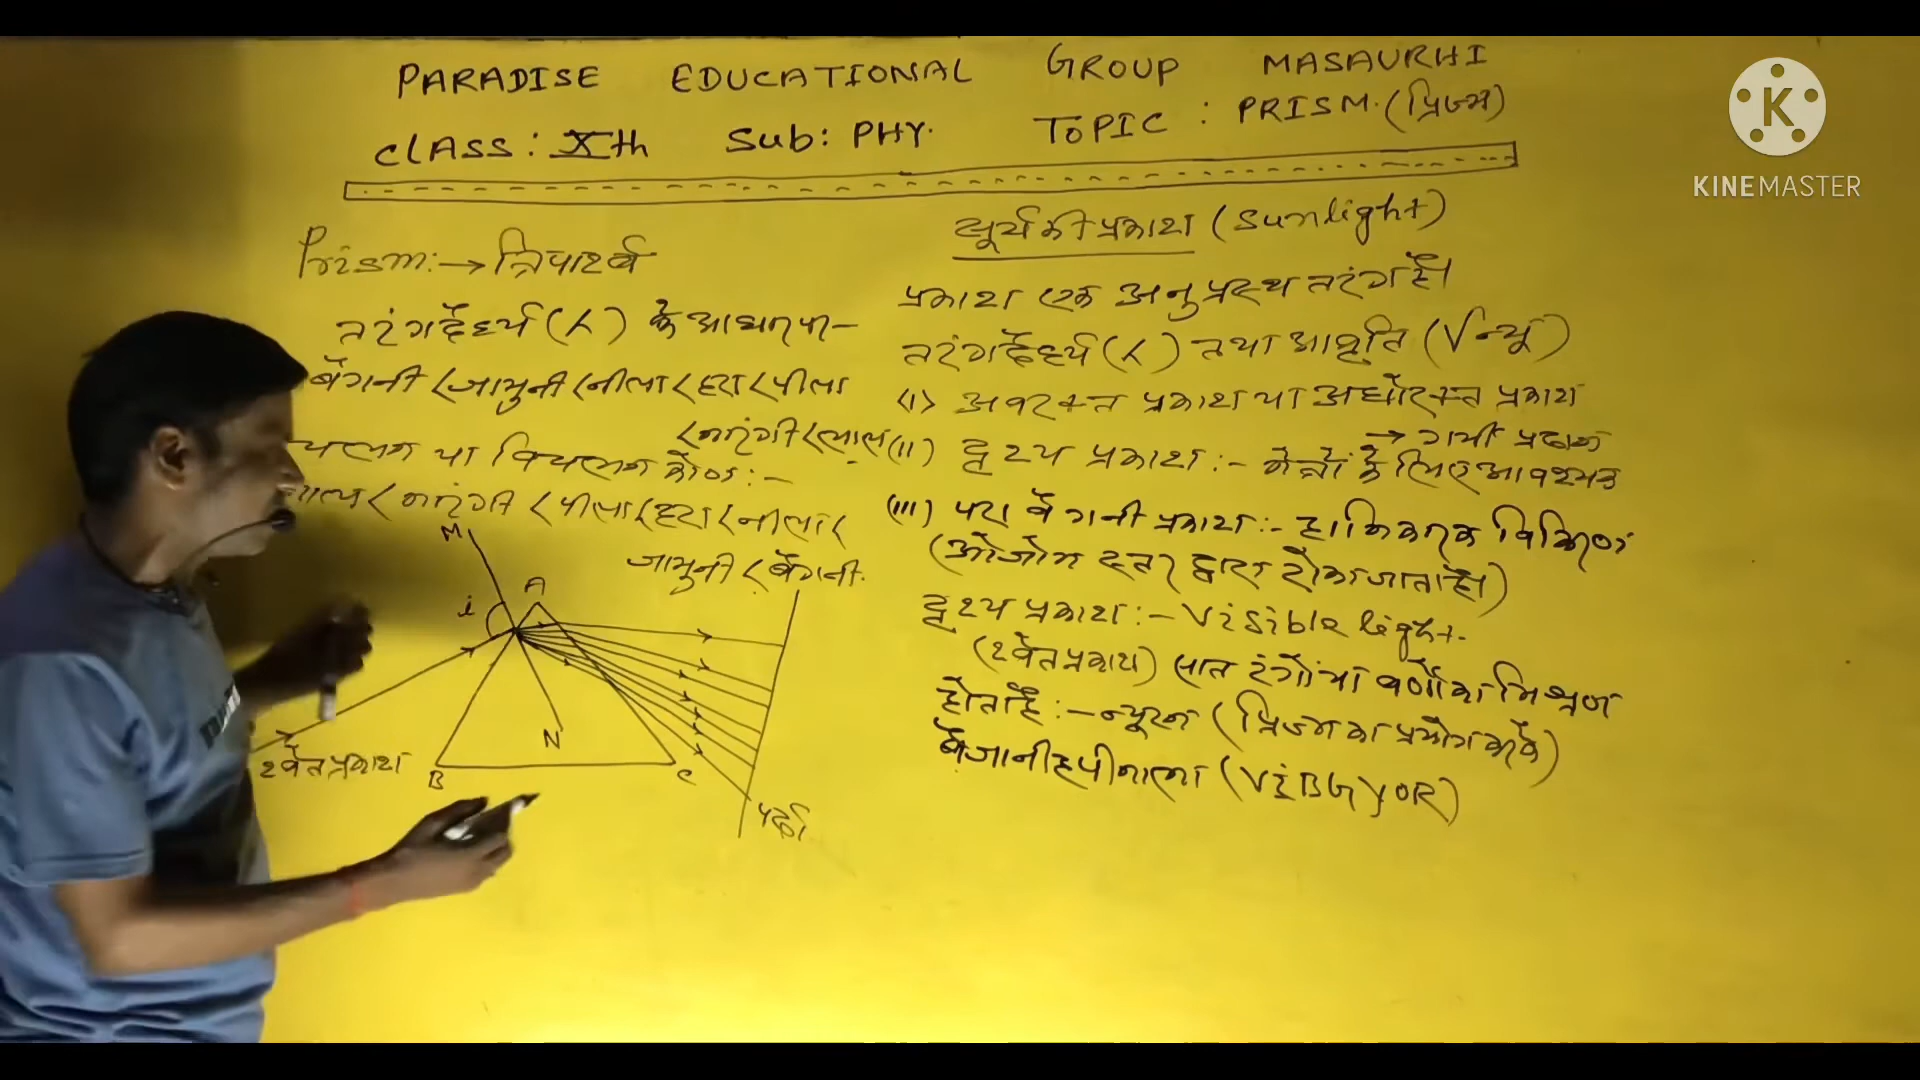 PARADISE EDUCATIONAL GROUP MASAURHI
CLASS: Xth Sub: PHY. TOPIC : PRISM. (प्रिज्म)
KINEMASTER
Prism:→ त्रिपार्श्व
तरंगदैर्घ्य (λ) के आधार पर–
बैंगनी < जामुनी < नीला < हरा < पीला
< नारंगी < लाल
या विचलन कोण :–
< नारंगी < पीला < हरा < नीला <
जामुनी < बैंगनी.
M
A
i
N
B
C
श्वेत प्रकाश
पर्दा
सूर्य की प्रकाश (Sunlight)
प्रकाश एक अनुप्रस्थ तरंग है।
तरंगदैर्घ्य (λ) तथा आवृति (√ न्यू)
(i) अवरक्त प्रकाश या अधोरक्त प्रकाश
→ गर्मी प्रदान
(ii) दृश्य प्रकाश :– नेत्रों के लिए आवश्यक
(iii) परा बैंगनी प्रकाश :– हानिकारक विकिरण
(ओजोन स्तर द्वारा रोका जाता है।)
दृश्य प्रकाश :– Visible light.
(श्वेत प्रकाश) सात रंगों या वर्णों का मिश्रण
होता है :– न्यूटन (प्रिज्म का प्रयोग करके)
बैजानीहपीनाला (ViBGyOR)